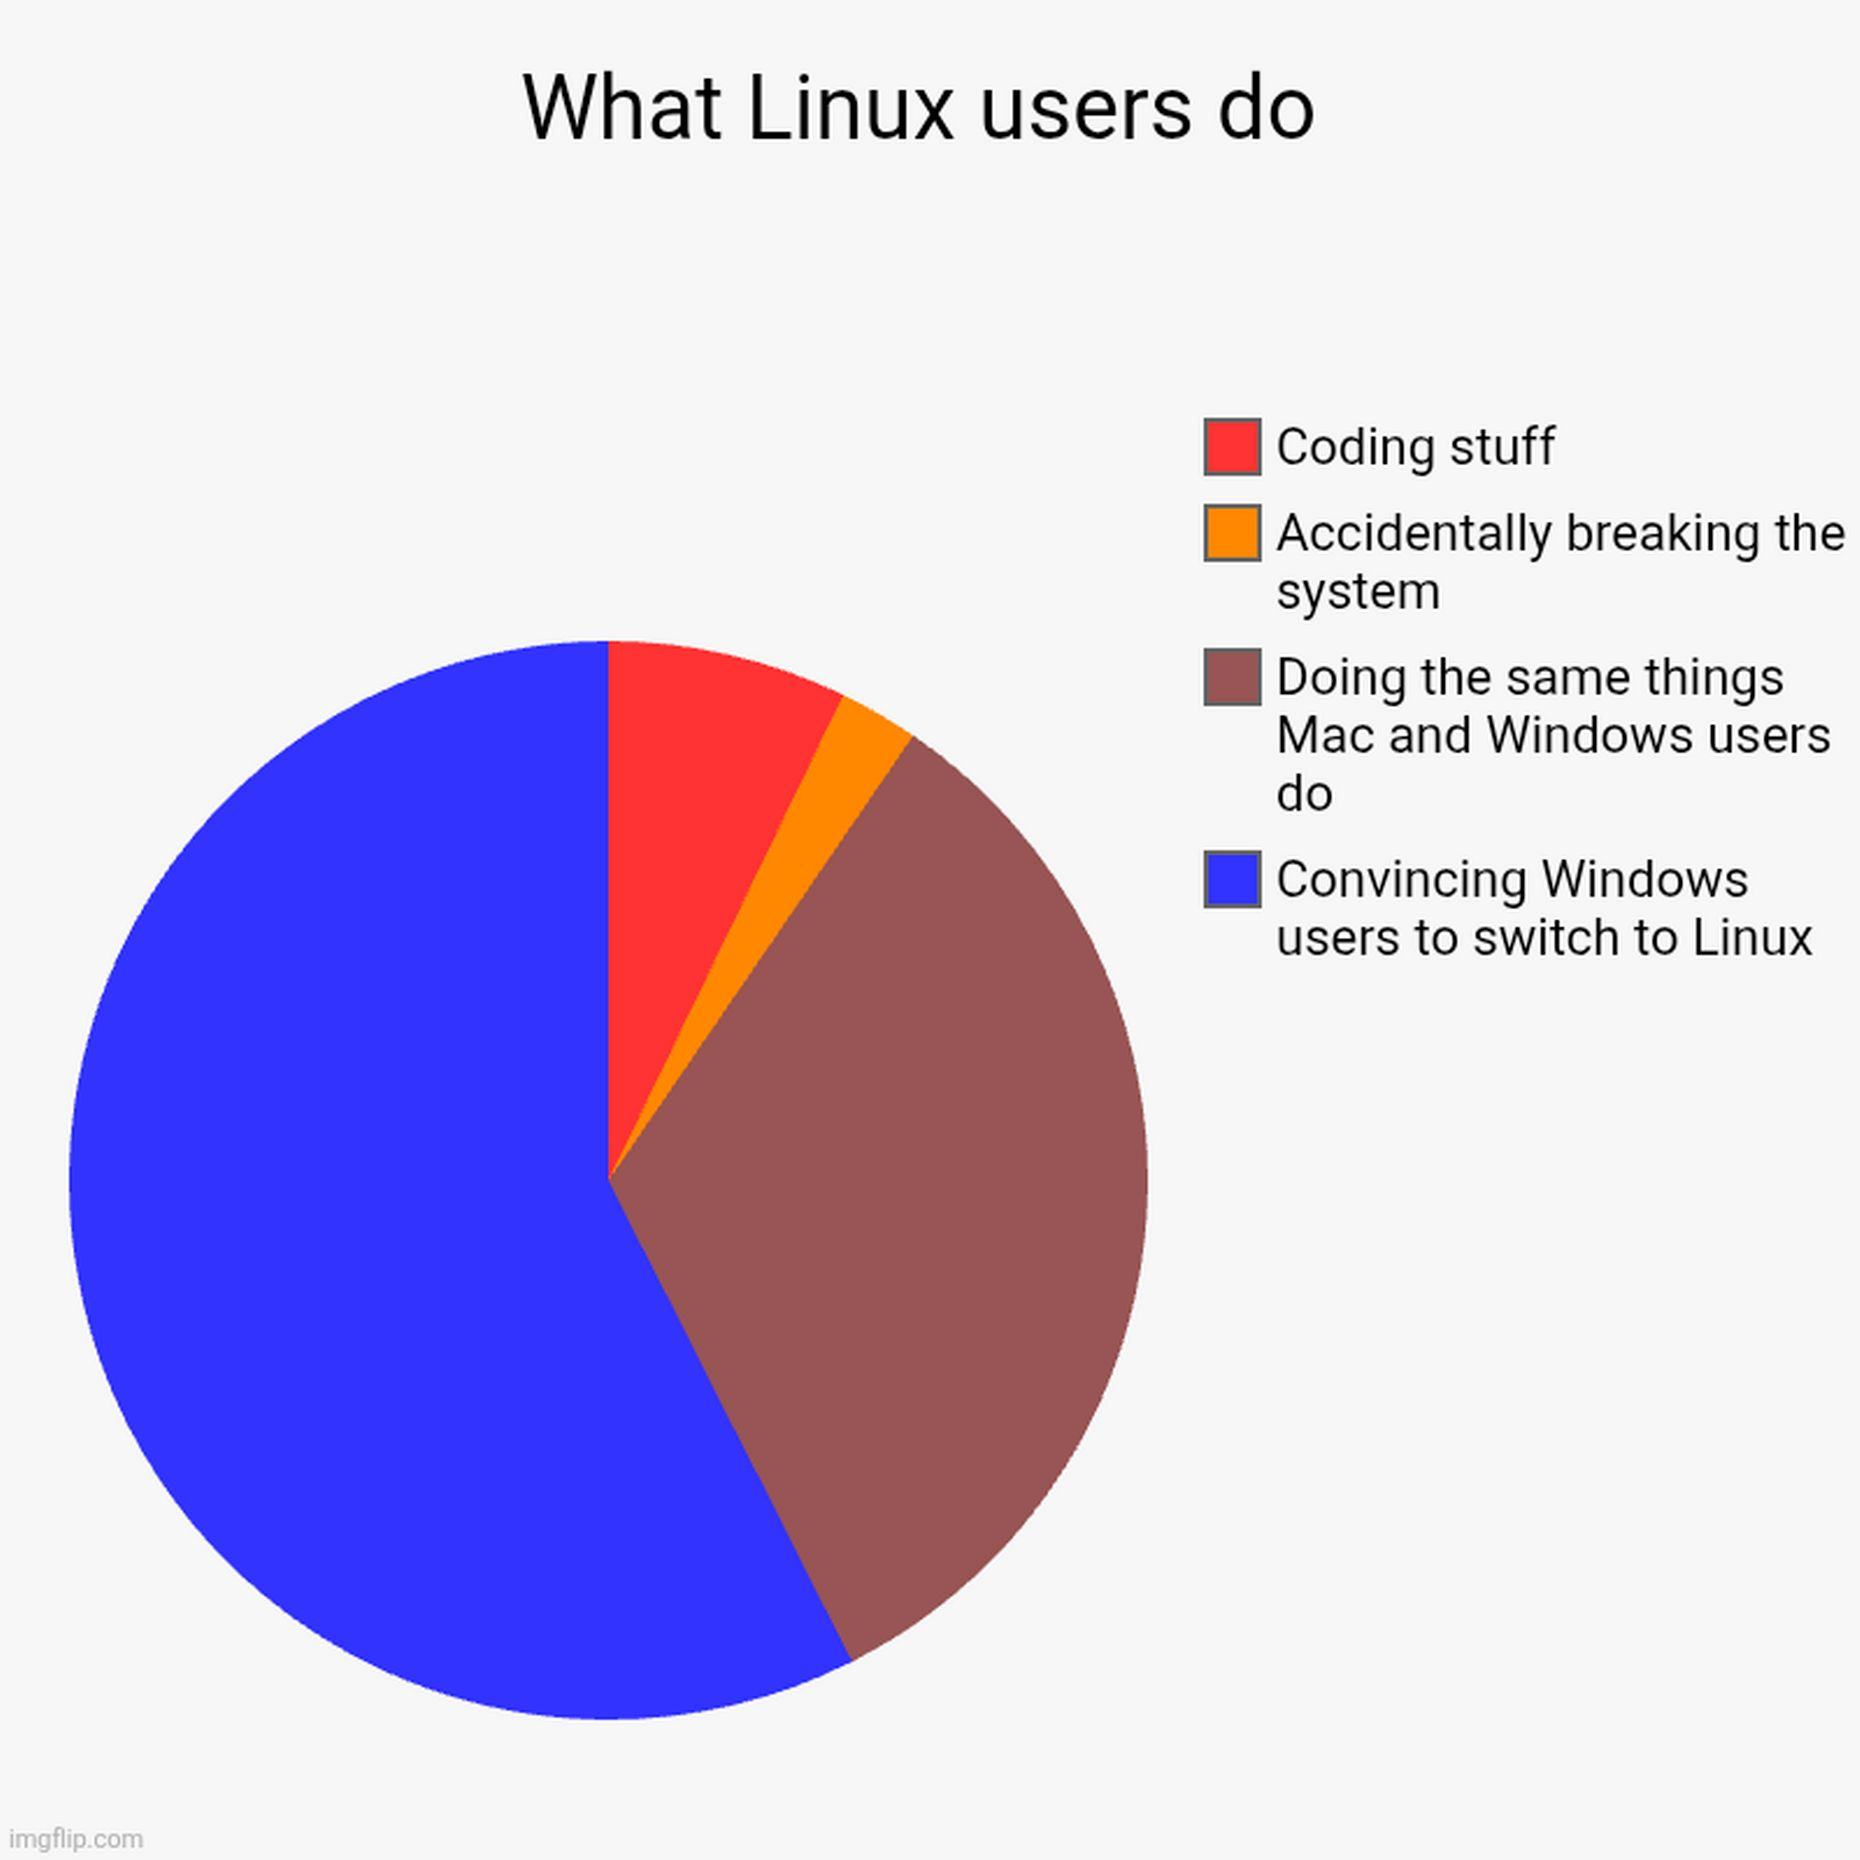 What Linux users do
Coding stuff
Accidentally breaking the
system
Doing the same things
Mac and Windows users
do
Convincing Windows
users to switch to Linux
imgflip.com